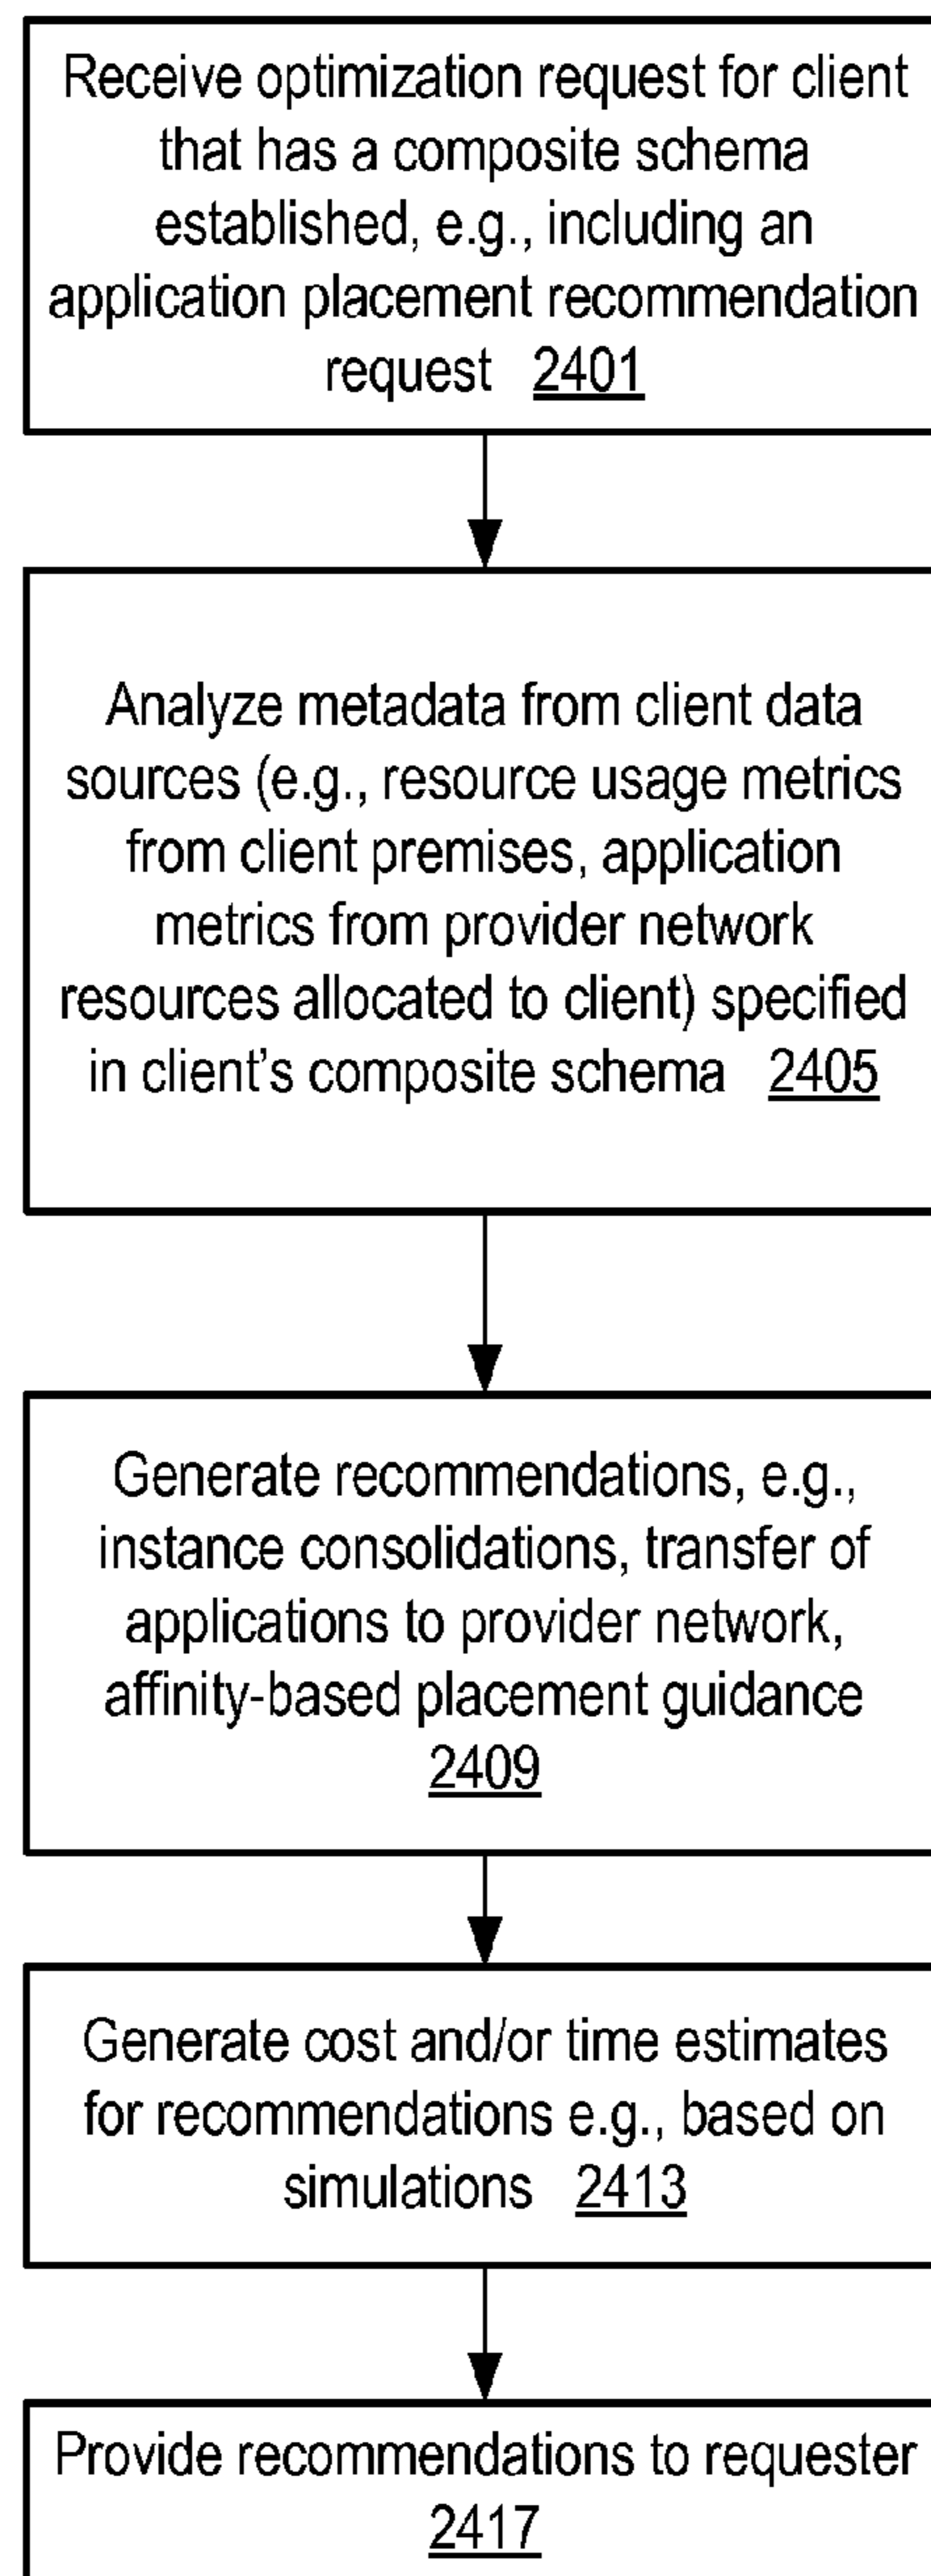 Receive optimization request for client
that has a composite schema
established, e.g., including an
application placement recommendation
request 2401
Analyze metadata from client data
sources (e.g., resource usage metrics
from client premises, application
metrics from provider network
resources allocated to client) specified
in client's composite schema 2405
Generate recommendations, e.g.,
instance consolidations, transfer of
applications to provider network,
affinity-based placement guidance
2409
Generate cost and/or time estimates
for recommendations e.g., based on
simulations 2413
Provide recommendations to requester
2417